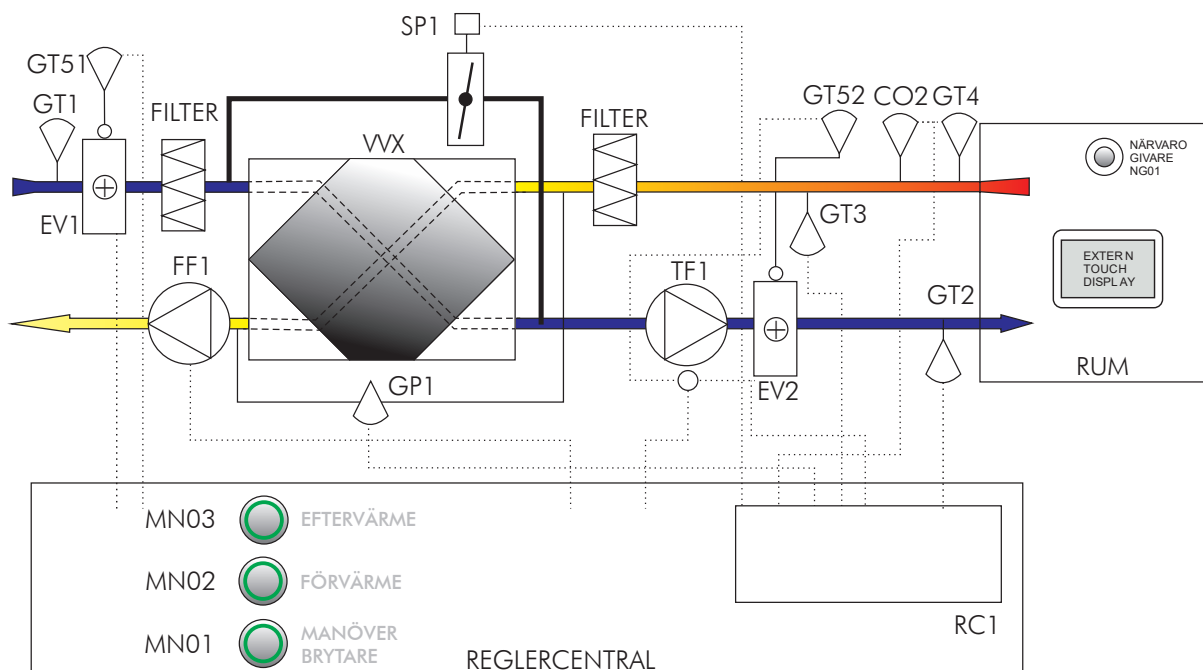 SP1
GT51
GT1
FILTER
EV1
VVX
FILTER
GT52
CO2
GT4
NÄRVARO
GIVARE
NG01
GT3
FF1
TF1
EXTERN
TOUCH
DISPLAY
GT2
GP1
EV2
RUM
MN03
EFTERVÄRME
MN02
FÖRVÄRME
MN01
MANÖVER
BRYTARE
RC1
REGLERCENTRAL